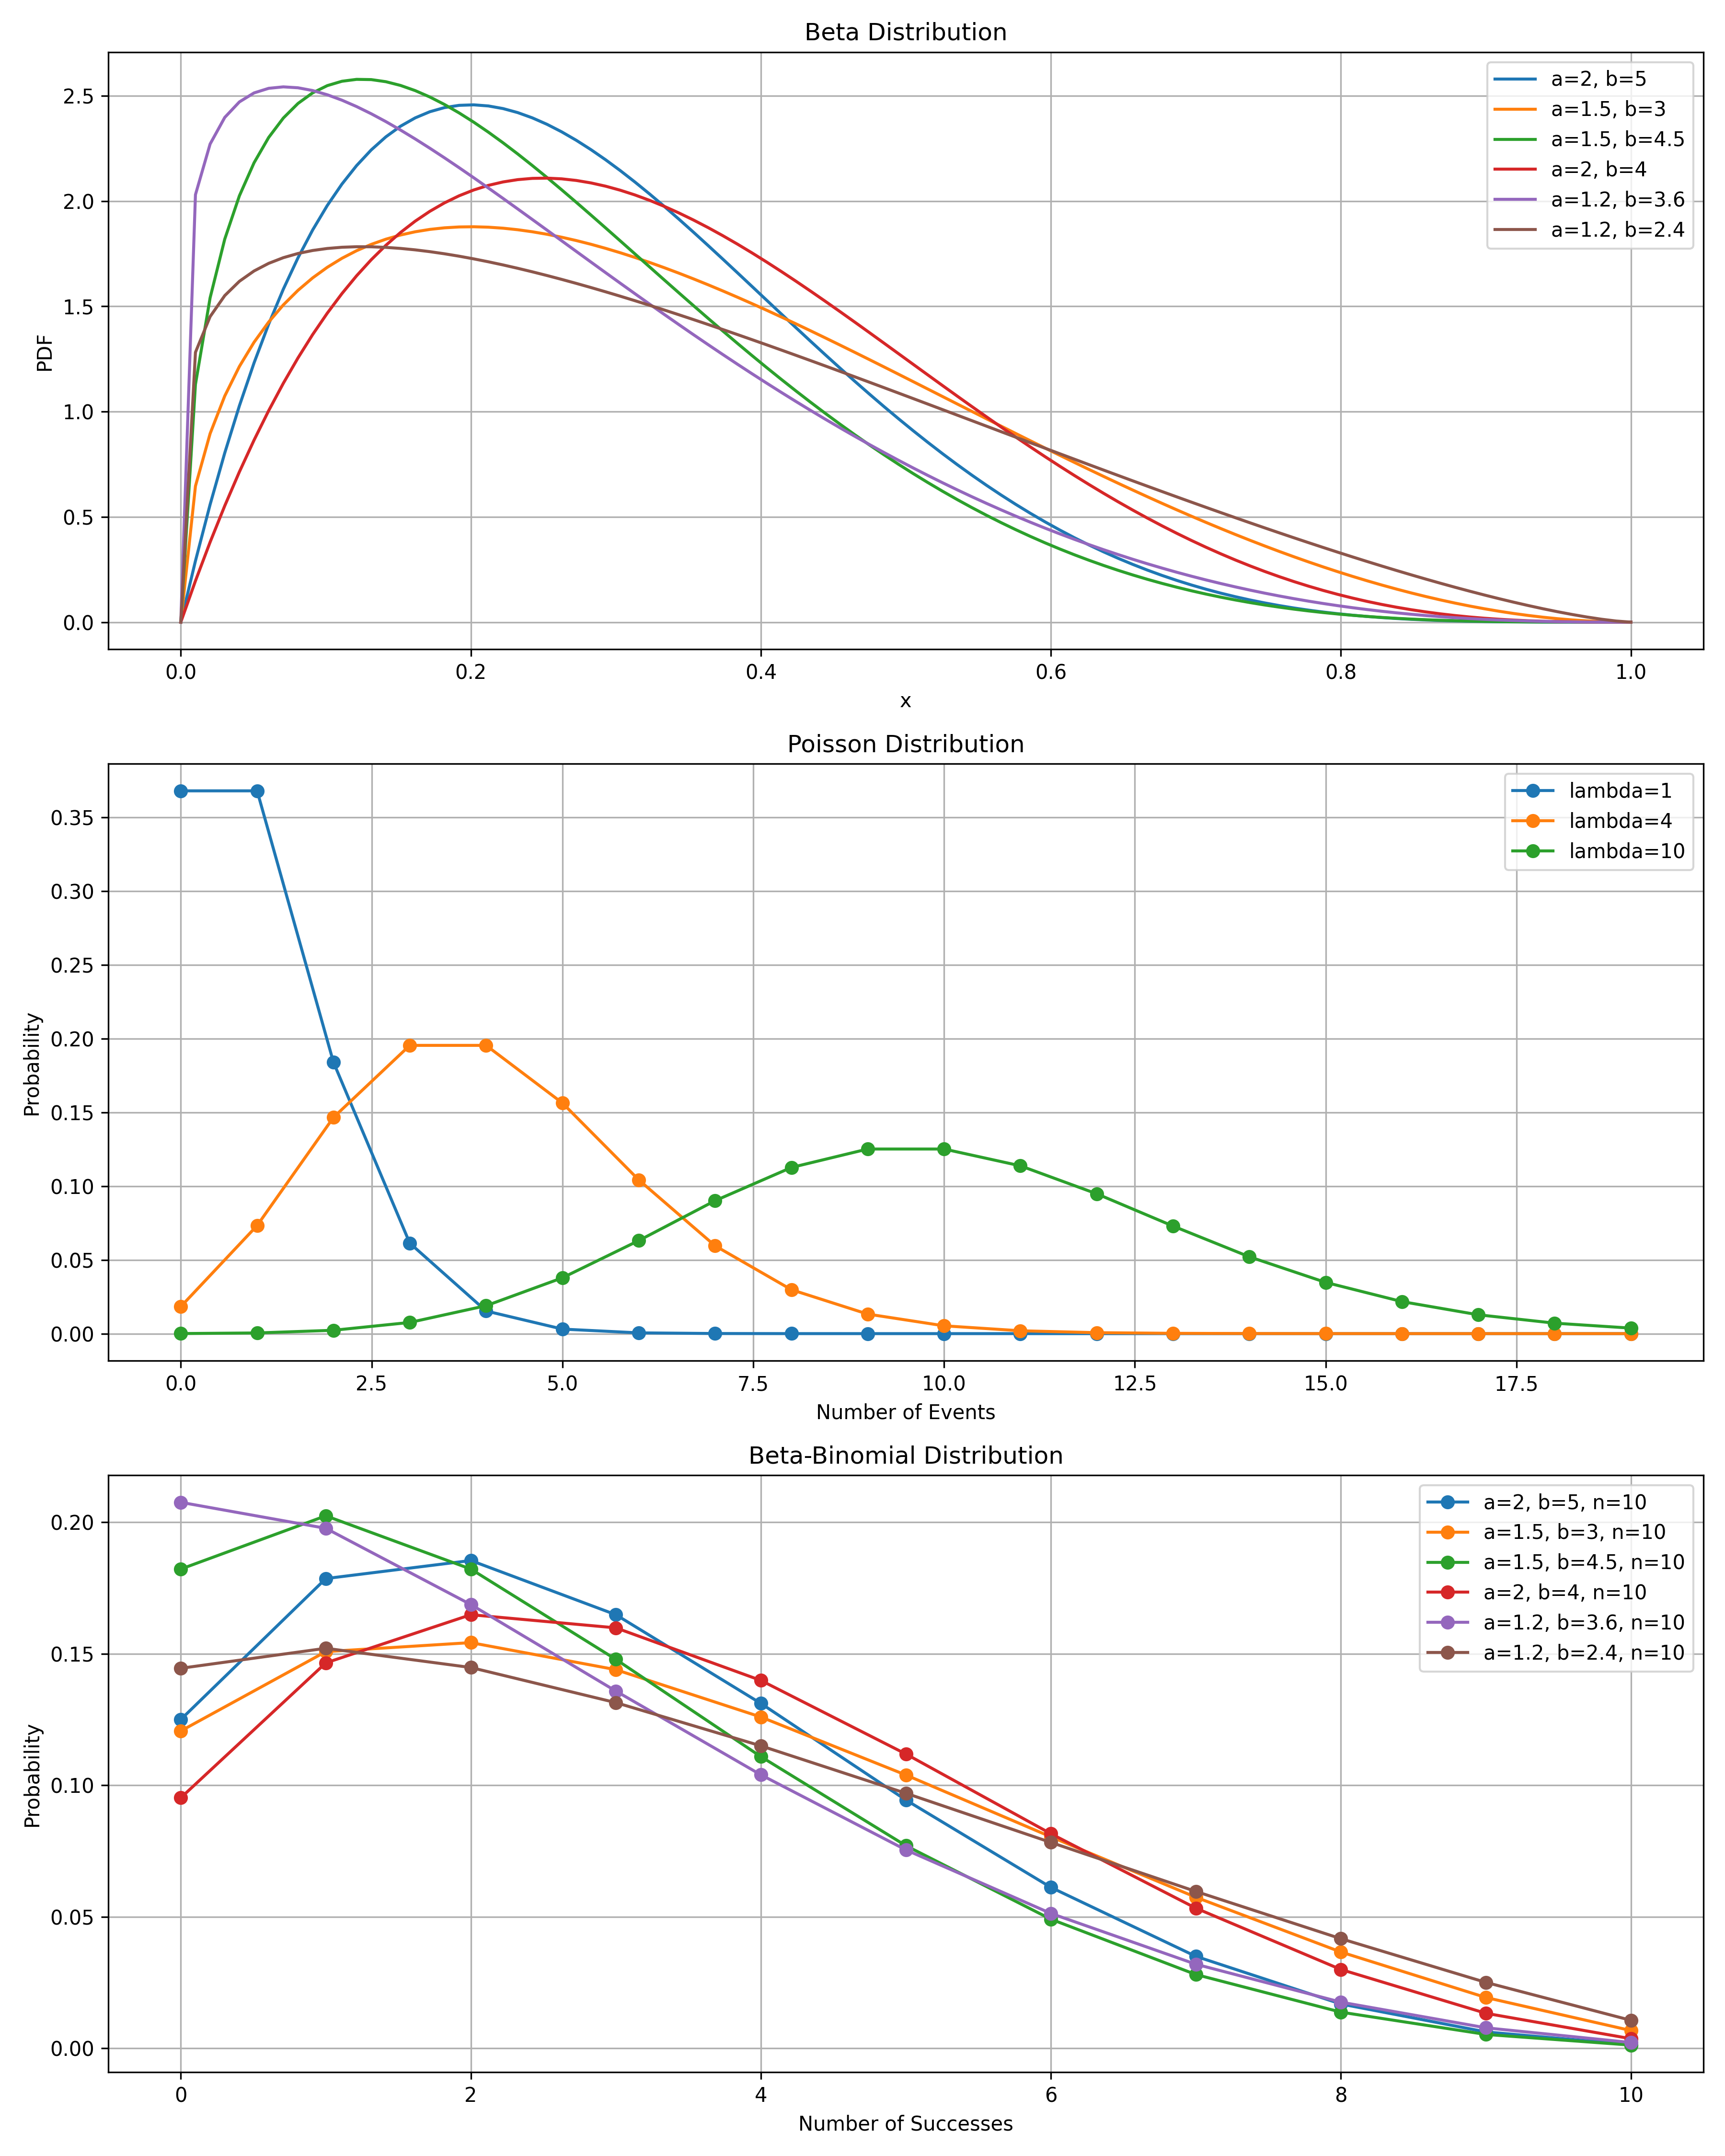 Beta Distribution
a=2, b=5
a=1.5, b=3
a=1.5, b=4.5
a=2, b=4
a=1.2, b=3.6
a=1.2, b=2.4
PDF
2.5
2.0
1.5
1.0
0.5
0.0
0.0 0.2 0.4 0.6 0.8 1.0
x
Poisson Distribution
lambda=1
lambda=4
lambda=10
Probability
0.35
0.30
0.25
0.20
0.15
0.10
0.05
0.00
0.0 2.5 5.0 7.5 10.0 12.5 15.0 17.5
Number of Events
Beta-Binomial Distribution
a=2, b=5, n=10
a=1.5, b=3, n=10
a=1.5, b=4.5, n=10
a=2, b=4, n=10
a=1.2, b=3.6, n=10
a=1.2, b=2.4, n=10
Probability
0.20
0.15
0.10
0.05
0.00
0 2 4 6 8 10
Number of Successes